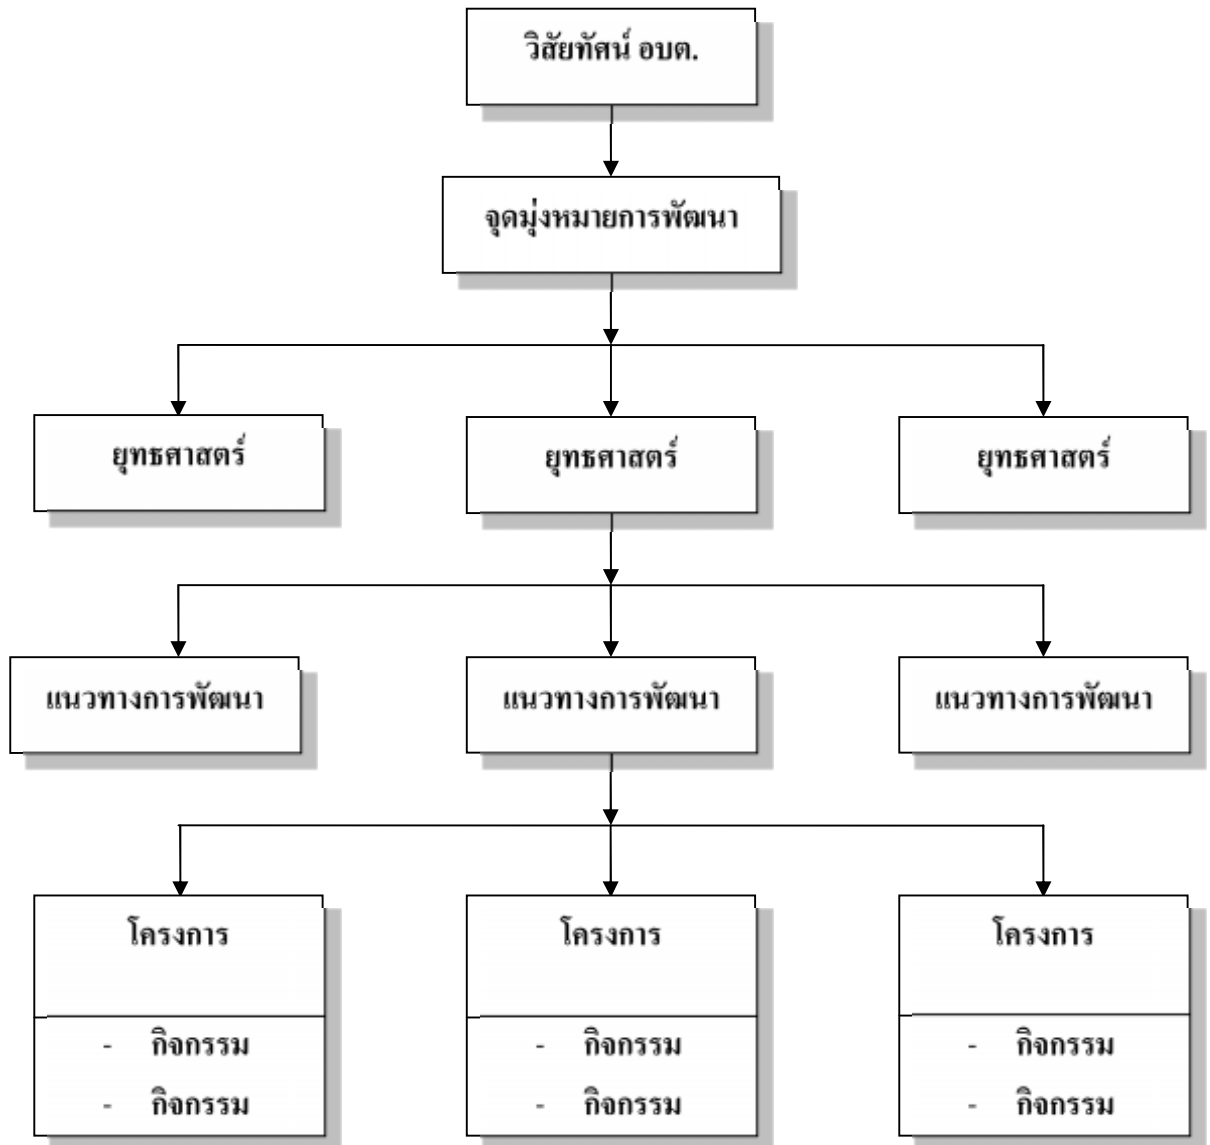 วิสัยทัศน์ อบต.
จุดมุ่งหมายการพัฒนา
ยุทธศาสตร์
ยุทธศาสตร์
ยุทธศาสตร์
แนวทางการพัฒนา
แนวทางการพัฒนา
แนวทางการพัฒนา
โครงการ
- กิจกรรม
- กิจกรรม
โครงการ
- กิจกรรม
- กิจกรรม
โครงการ
- กิจกรรม
- กิจกรรม